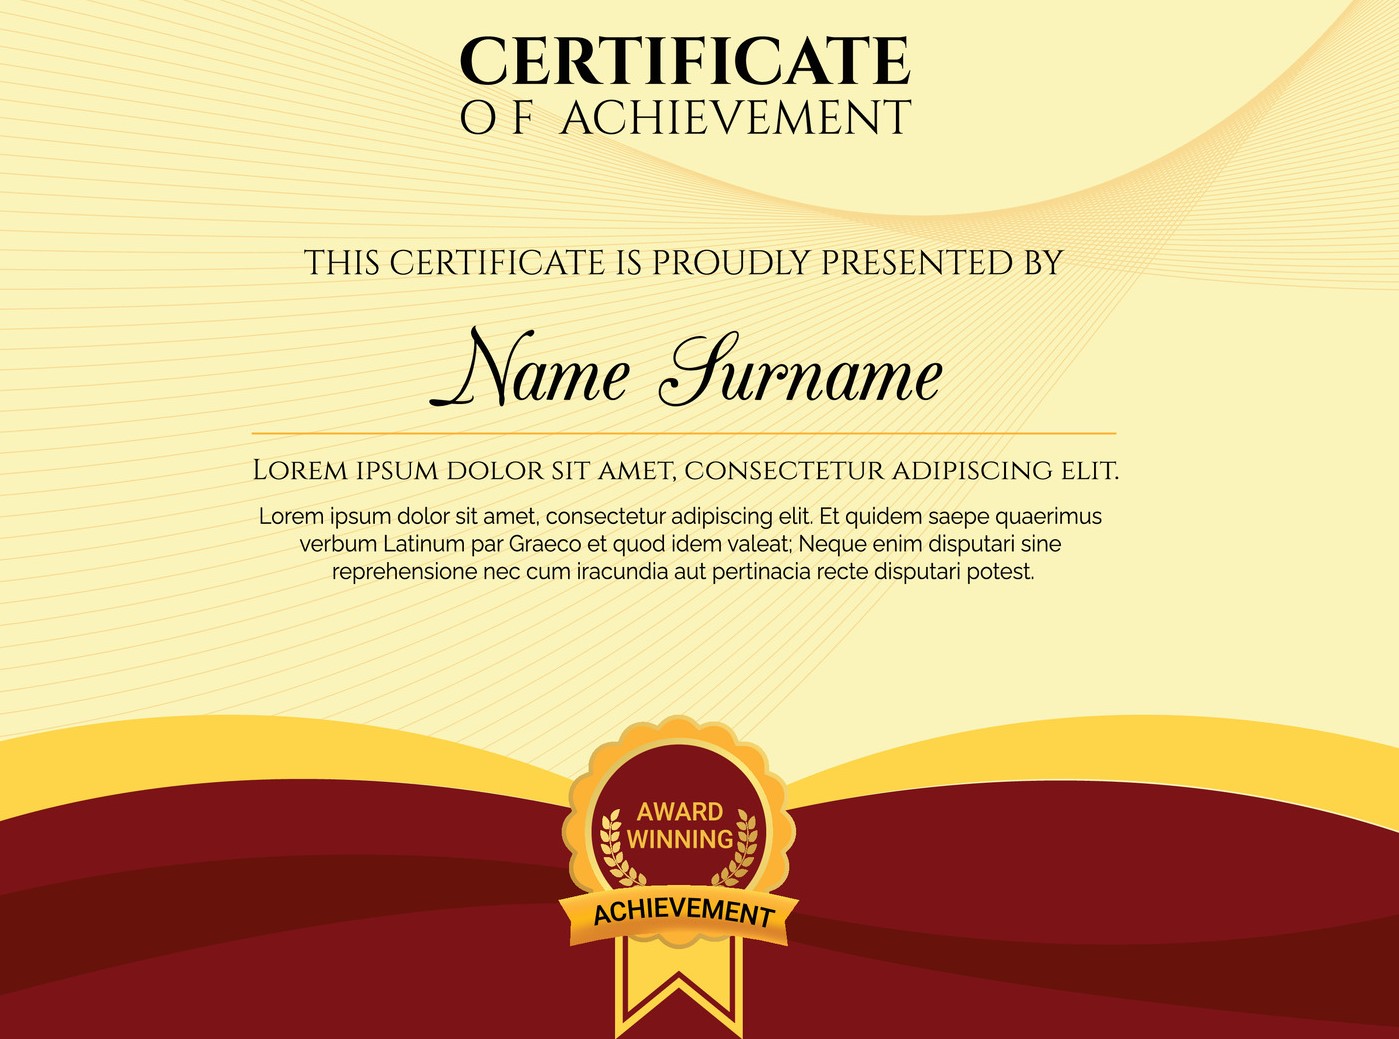 CERTIFICATE
OF ACHIEVEMENT
THIS CERTIFICATE IS PROUDLY PRESENTED BY
Name Surname
Lorem ipsum dolor sit amet, consectetur adipiscing elit.
Lorem ipsum dolor sit amet, consectetur adipiscing elit. Et quidem saepe quaerimus
verbum Latinum par Graeco et quod idem valeat; Neque enim disputari sine
reprehensione nec cum iracundia aut pertinacia recte disputari potest.
AWARD
WINNING
ACHIEVEMENT